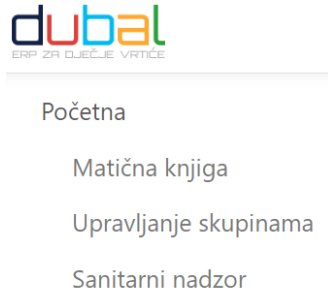 dubal
ERP ZA DJEČJE VRTIĆE
Početna
Matična knjiga
Upravljanje skupinama
Sanitarni nadzor